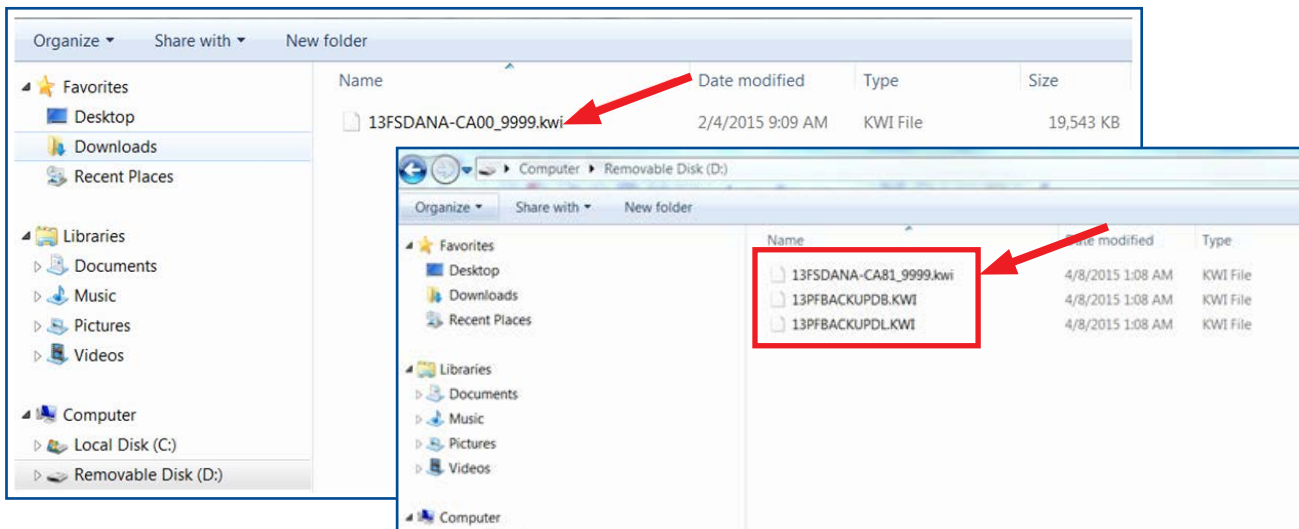 Organize Share with New folder
Favorites
Desktop
Downloads
Recent Places
Libraries
Documents
Music
Pictures
Videos
Computer
Local Disk (C:)
Removable Disk (D:)
Name Date modified Type Size
13FSDANA-CA00_9999.kwi 2/4/2015 9:09 AM KWI File 19,543 KB
Computer Removable Disk (D:)
Organize Share with New folder
Favorites
Desktop
Downloads
Recent Places
Libraries
Documents
Music
Pictures
Videos
Computer
Name Date modified Type
13FSDANA-CA81_9999.kwi 4/8/2015 1:08 AM KWI File
13PFBACKUPDB.KWI 4/8/2015 1:08 AM KWI File
13PFBACKUPDL.KWI 4/8/2015 1:08 AM KWI File